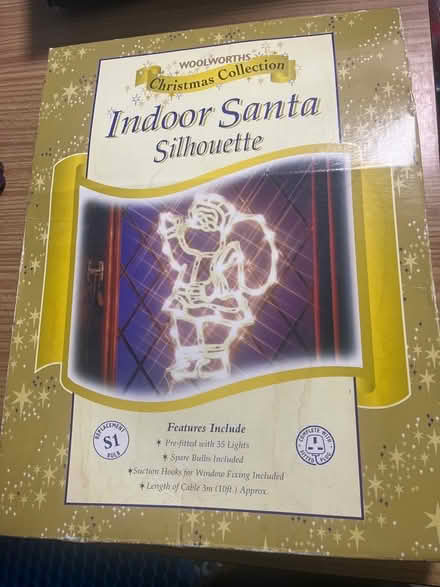 WOOLWORTHS
Christmas Collection
Indoor Santa
Silhouette
Features Include
Pre-fitted with 35 Lights
Spare Bulbs Included
Suction Hooks for Window Fixing Included
Length of Cable 3m (10ft.) Approx.
REPLACEMENT
S1
BULB
COMPLETE WITH
FITTED PLUG